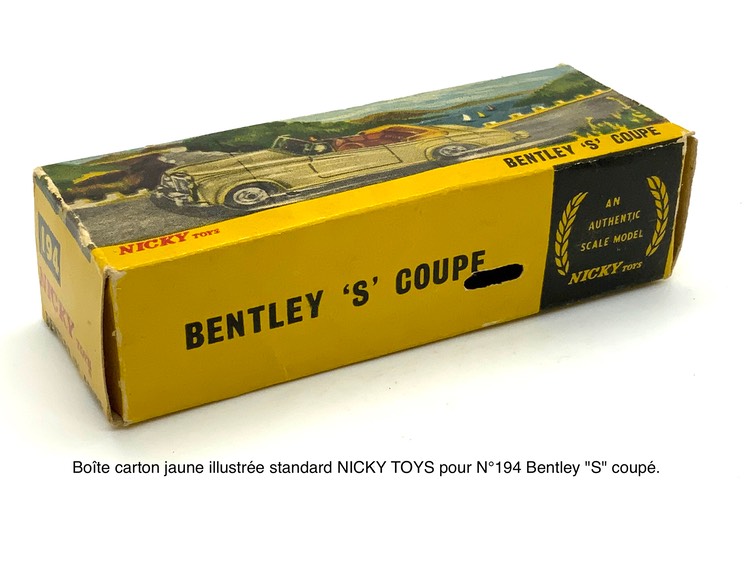 BENTLEY 'S' COUPE
NICKY TOYS
194
NICKY
TOYS
BENTLEY 'S' COUPE
AN
AUTHENTIC
SCALE MODEL
NICKY TOYS
Boîte carton jaune illustrée standard NICKY TOYS pour N°194 Bentley "S" coupé.